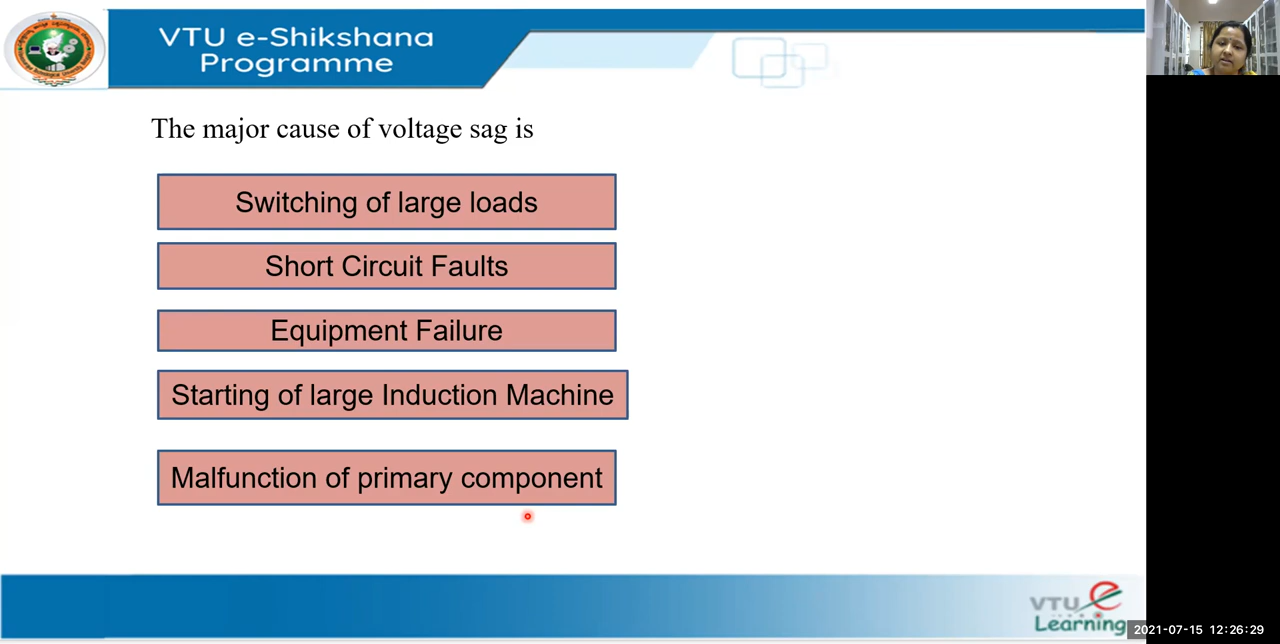 VTU e-Shikshana
Programme
The major cause of voltage sag is
Switching of large loads
Short Circuit Faults
Equipment Failure
Starting of large Induction Machine
Malfunction of primary component
VTU
Learning
2021-07-15 12:26:29